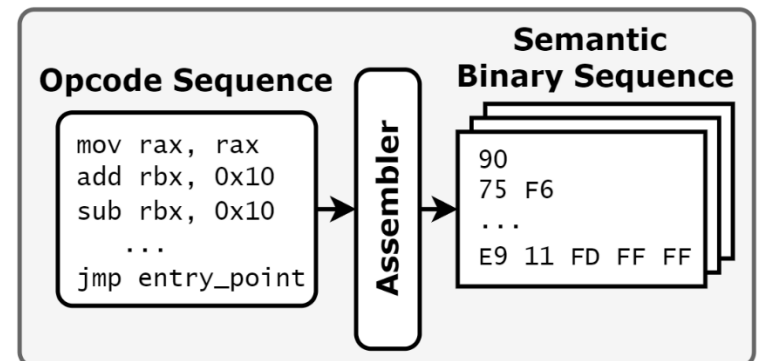 Opcode Sequence
mov rax, rax
add rbx, 0x10
sub rbx, 0x10
...
jmp entry_point
Assembler
Semantic
Binary Sequence
90
75 F6
...
E9 11 FD FF FF